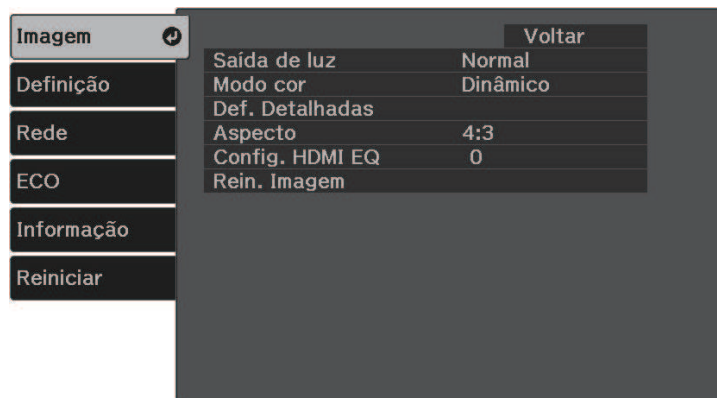 Imagem
Definição
Rede
ECO
Informação
Reiniciar
Voltar
Saída de luz Normal
Modo cor Dinâmico
Def. Detalhadas
Aspecto 4:3
Config. HDMI EQ 0
Rein. Imagem